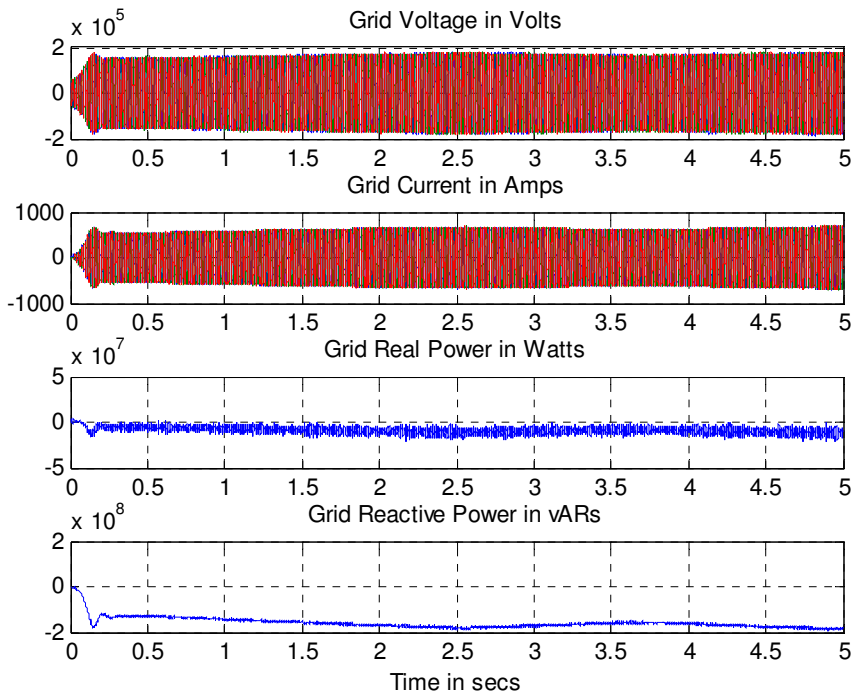 Grid Voltage in Volts
x 10^5
2
0
-2
0 0.5 1 1.5 2 2.5 3 3.5 4 4.5 5
Grid Current in Amps
1000
0
-1000
0 0.5 1 1.5 2 2.5 3 3.5 4 4.5 5
x 10^7
Grid Real Power in Watts
5
0
-5
0 0.5 1 1.5 2 2.5 3 3.5 4 4.5 5
x 10^8
Grid Reactive Power in vARs
2
0
-2
0 0.5 1 1.5 2 2.5 3 3.5 4 4.5 5
Time in secs